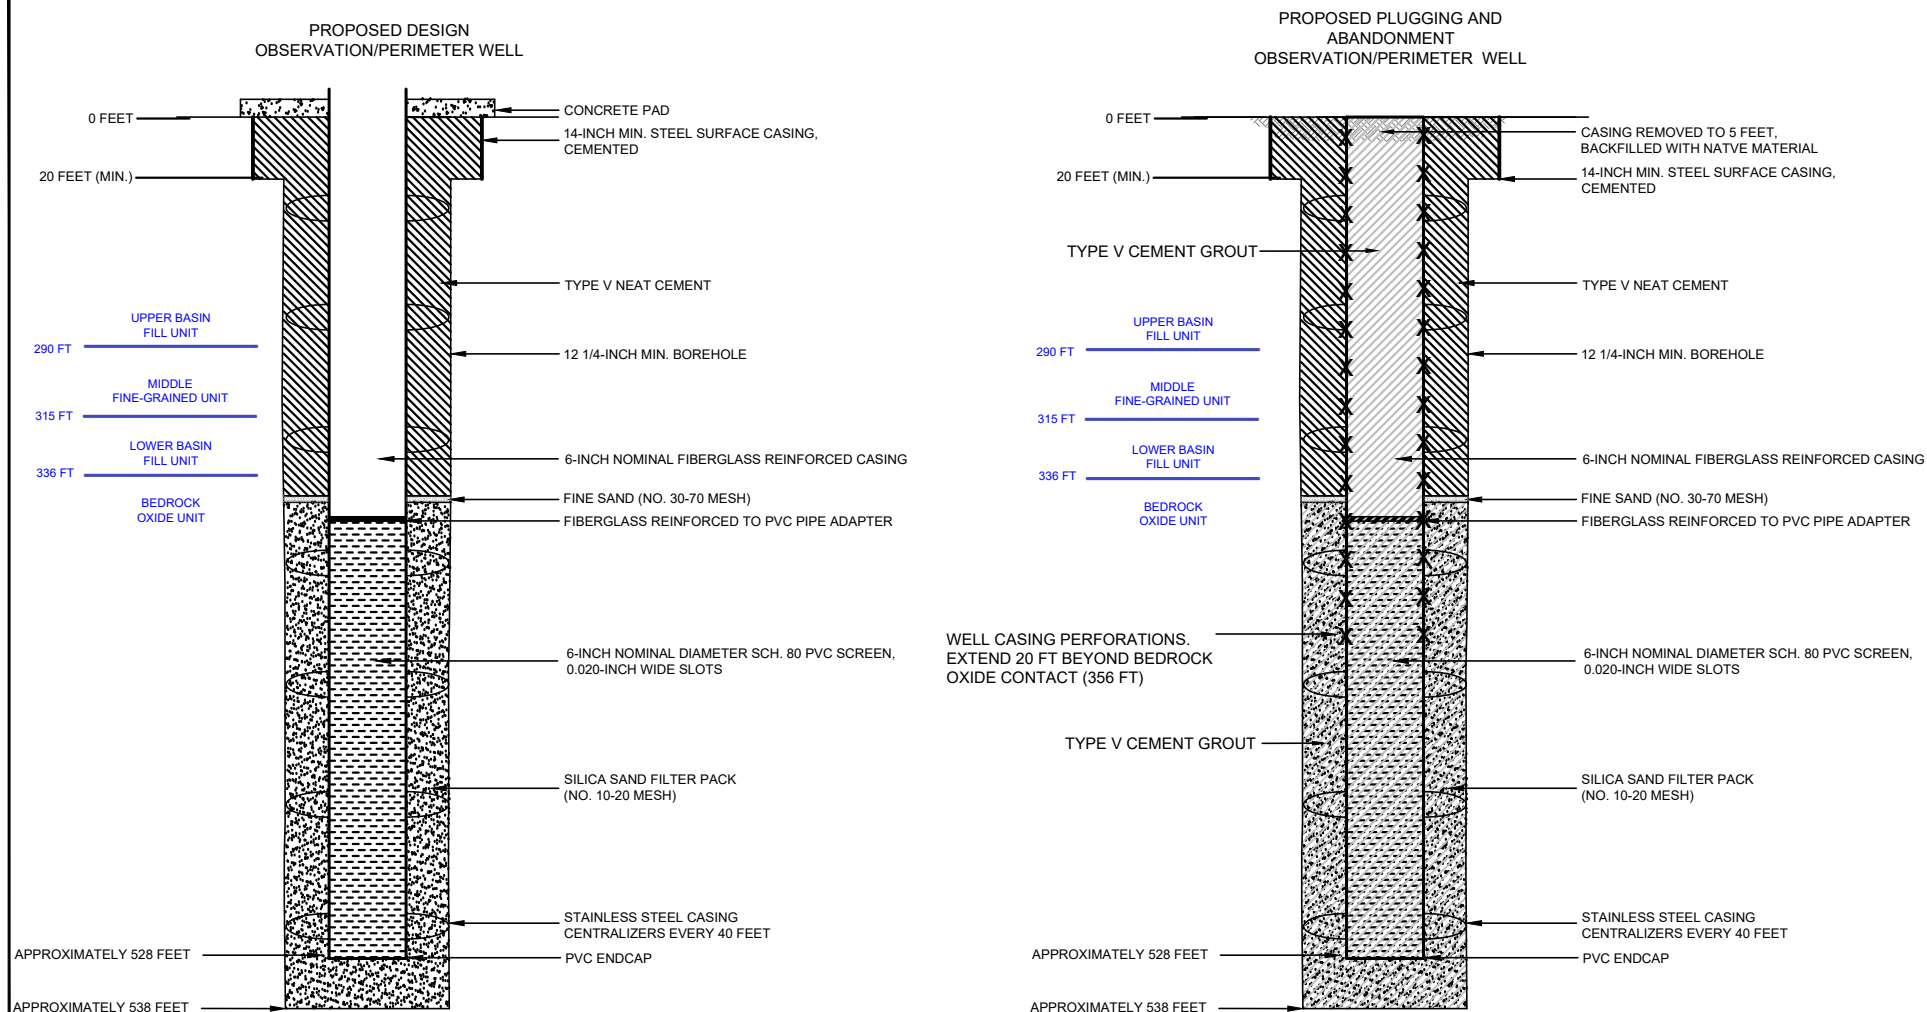 PROPOSED DESIGN
OBSERVATION/PERIMETER WELL
0 FEET
CONCRETE PAD
14-INCH MIN. STEEL SURFACE CASING,
CEMENTED
20 FEET (MIN.)
TYPE V NEAT CEMENT
UPPER BASIN
FILL UNIT
290 FT
12 1/4-INCH MIN. BOREHOLE
MIDDLE
FINE-GRAINED UNIT
315 FT
LOWER BASIN
FILL UNIT
6-INCH NOMINAL FIBERGLASS REINFORCED CASING
336 FT
FINE SAND (NO. 30-70 MESH)
BEDROCK
OXIDE UNIT
FIBERGLASS REINFORCED TO PVC PIPE ADAPTER
6-INCH NOMINAL DIAMETER SCH. 80 PVC SCREEN,
0.020-INCH WIDE SLOTS
SILICA SAND FILTER PACK
(NO. 10-20 MESH)
STAINLESS STEEL CASING
CENTRALIZERS EVERY 40 FEET
APPROXIMATELY 528 FEET
PVC ENDCAP
APPROXIMATELY 538 FEET
PROPOSED PLUGGING AND
ABANDONMENT
OBSERVATION/PERIMETER WELL
0 FEET
CASING REMOVED TO 5 FEET,
BACKFILLED WITH NATVE MATERIAL
20 FEET (MIN.)
14-INCH MIN. STEEL SURFACE CASING,
CEMENTED
TYPE V CEMENT GROUT
TYPE V NEAT CEMENT
UPPER BASIN
FILL UNIT
290 FT
12 1/4-INCH MIN. BOREHOLE
MIDDLE
FINE-GRAINED UNIT
315 FT
LOWER BASIN
FILL UNIT
6-INCH NOMINAL FIBERGLASS REINFORCED CASING
336 FT
FINE SAND (NO. 30-70 MESH)
BEDROCK
OXIDE UNIT
FIBERGLASS REINFORCED TO PVC PIPE ADAPTER
WELL CASING PERFORATIONS.
EXTEND 20 FT BEYOND BEDROCK
OXIDE CONTACT (356 FT)
6-INCH NOMINAL DIAMETER SCH. 80 PVC SCREEN,
0.020-INCH WIDE SLOTS
TYPE V CEMENT GROUT
SILICA SAND FILTER PACK
(NO. 10-20 MESH)
STAINLESS STEEL CASING
CENTRALIZERS EVERY 40 FEET
APPROXIMATELY 528 FEET
PVC ENDCAP
APPROXIMATELY 538 FEET